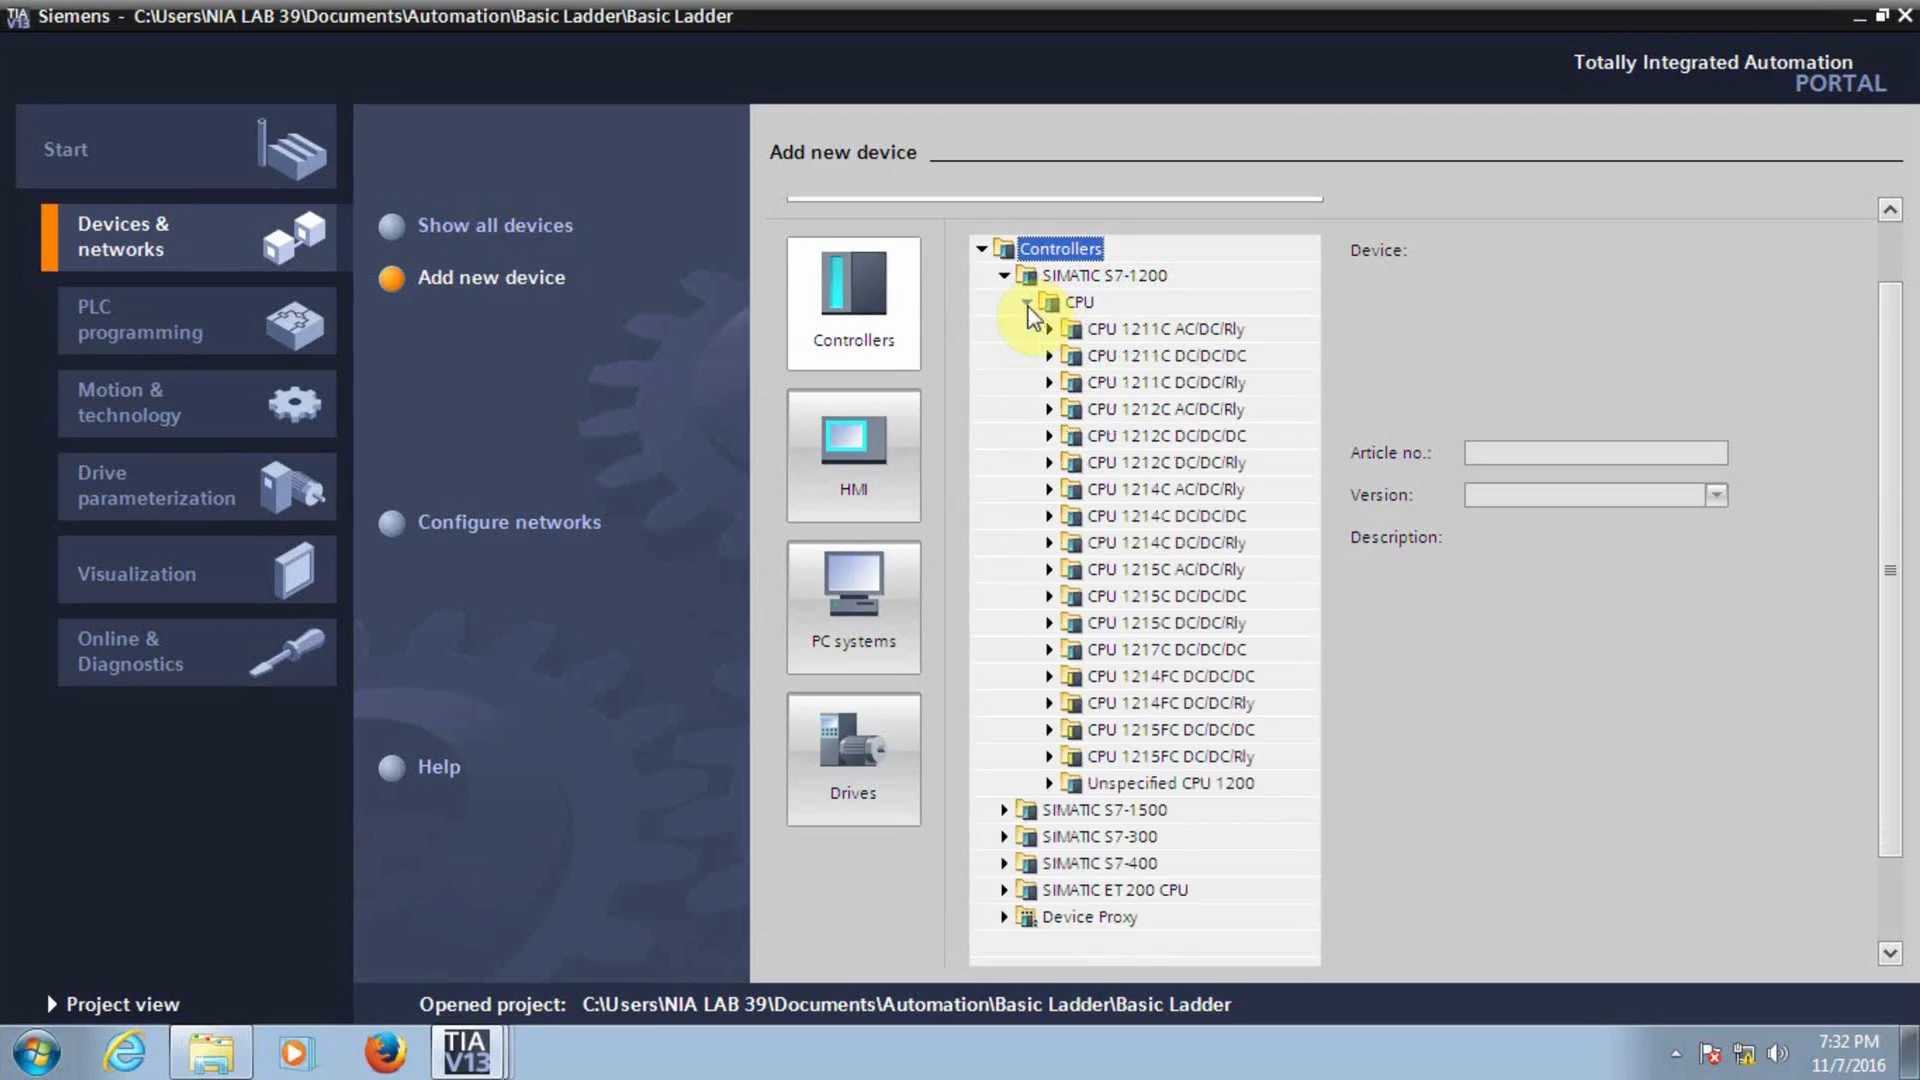 TIA V13 Siemens - C:\Users\NIA LAB 39\Documents\Automation\Basic Ladder\Basic Ladder
Totally Integrated Automation
PORTAL
Start
Devices &
networks
PLC
programming
Motion &
technology
Drive
parameterization
Visualization
Online &
Diagnostics
Show all devices
Add new device
Configure networks
Help
Add new device
Controllers
HMI
PC systems
Drives
Controllers
SIMATIC S7-1200
CPU
CPU 1211C AC/DC/Rly
CPU 1211C DC/DC/DC
CPU 1211C DC/DC/Rly
CPU 1212C AC/DC/Rly
CPU 1212C DC/DC/DC
CPU 1212C DC/DC/Rly
CPU 1214C AC/DC/Rly
CPU 1214C DC/DC/DC
CPU 1214C DC/DC/Rly
CPU 1215C AC/DC/Rly
CPU 1215C DC/DC/DC
CPU 1215C DC/DC/Rly
CPU 1217C DC/DC/DC
CPU 1214FC DC/DC/DC
CPU 1214FC DC/DC/Rly
CPU 1215FC DC/DC/DC
CPU 1215FC DC/DC/Rly
Unspecified CPU 1200
SIMATIC S7-1500
SIMATIC S7-300
SIMATIC S7-400
SIMATIC ET 200 CPU
Device Proxy
Device:
Article no.:
Version:
Description:
Project view
Opened project: C:\Users\NIA LAB 39\Documents\Automation\Basic Ladder\Basic Ladder
TIA
V13
7:32 PM
11/7/2016